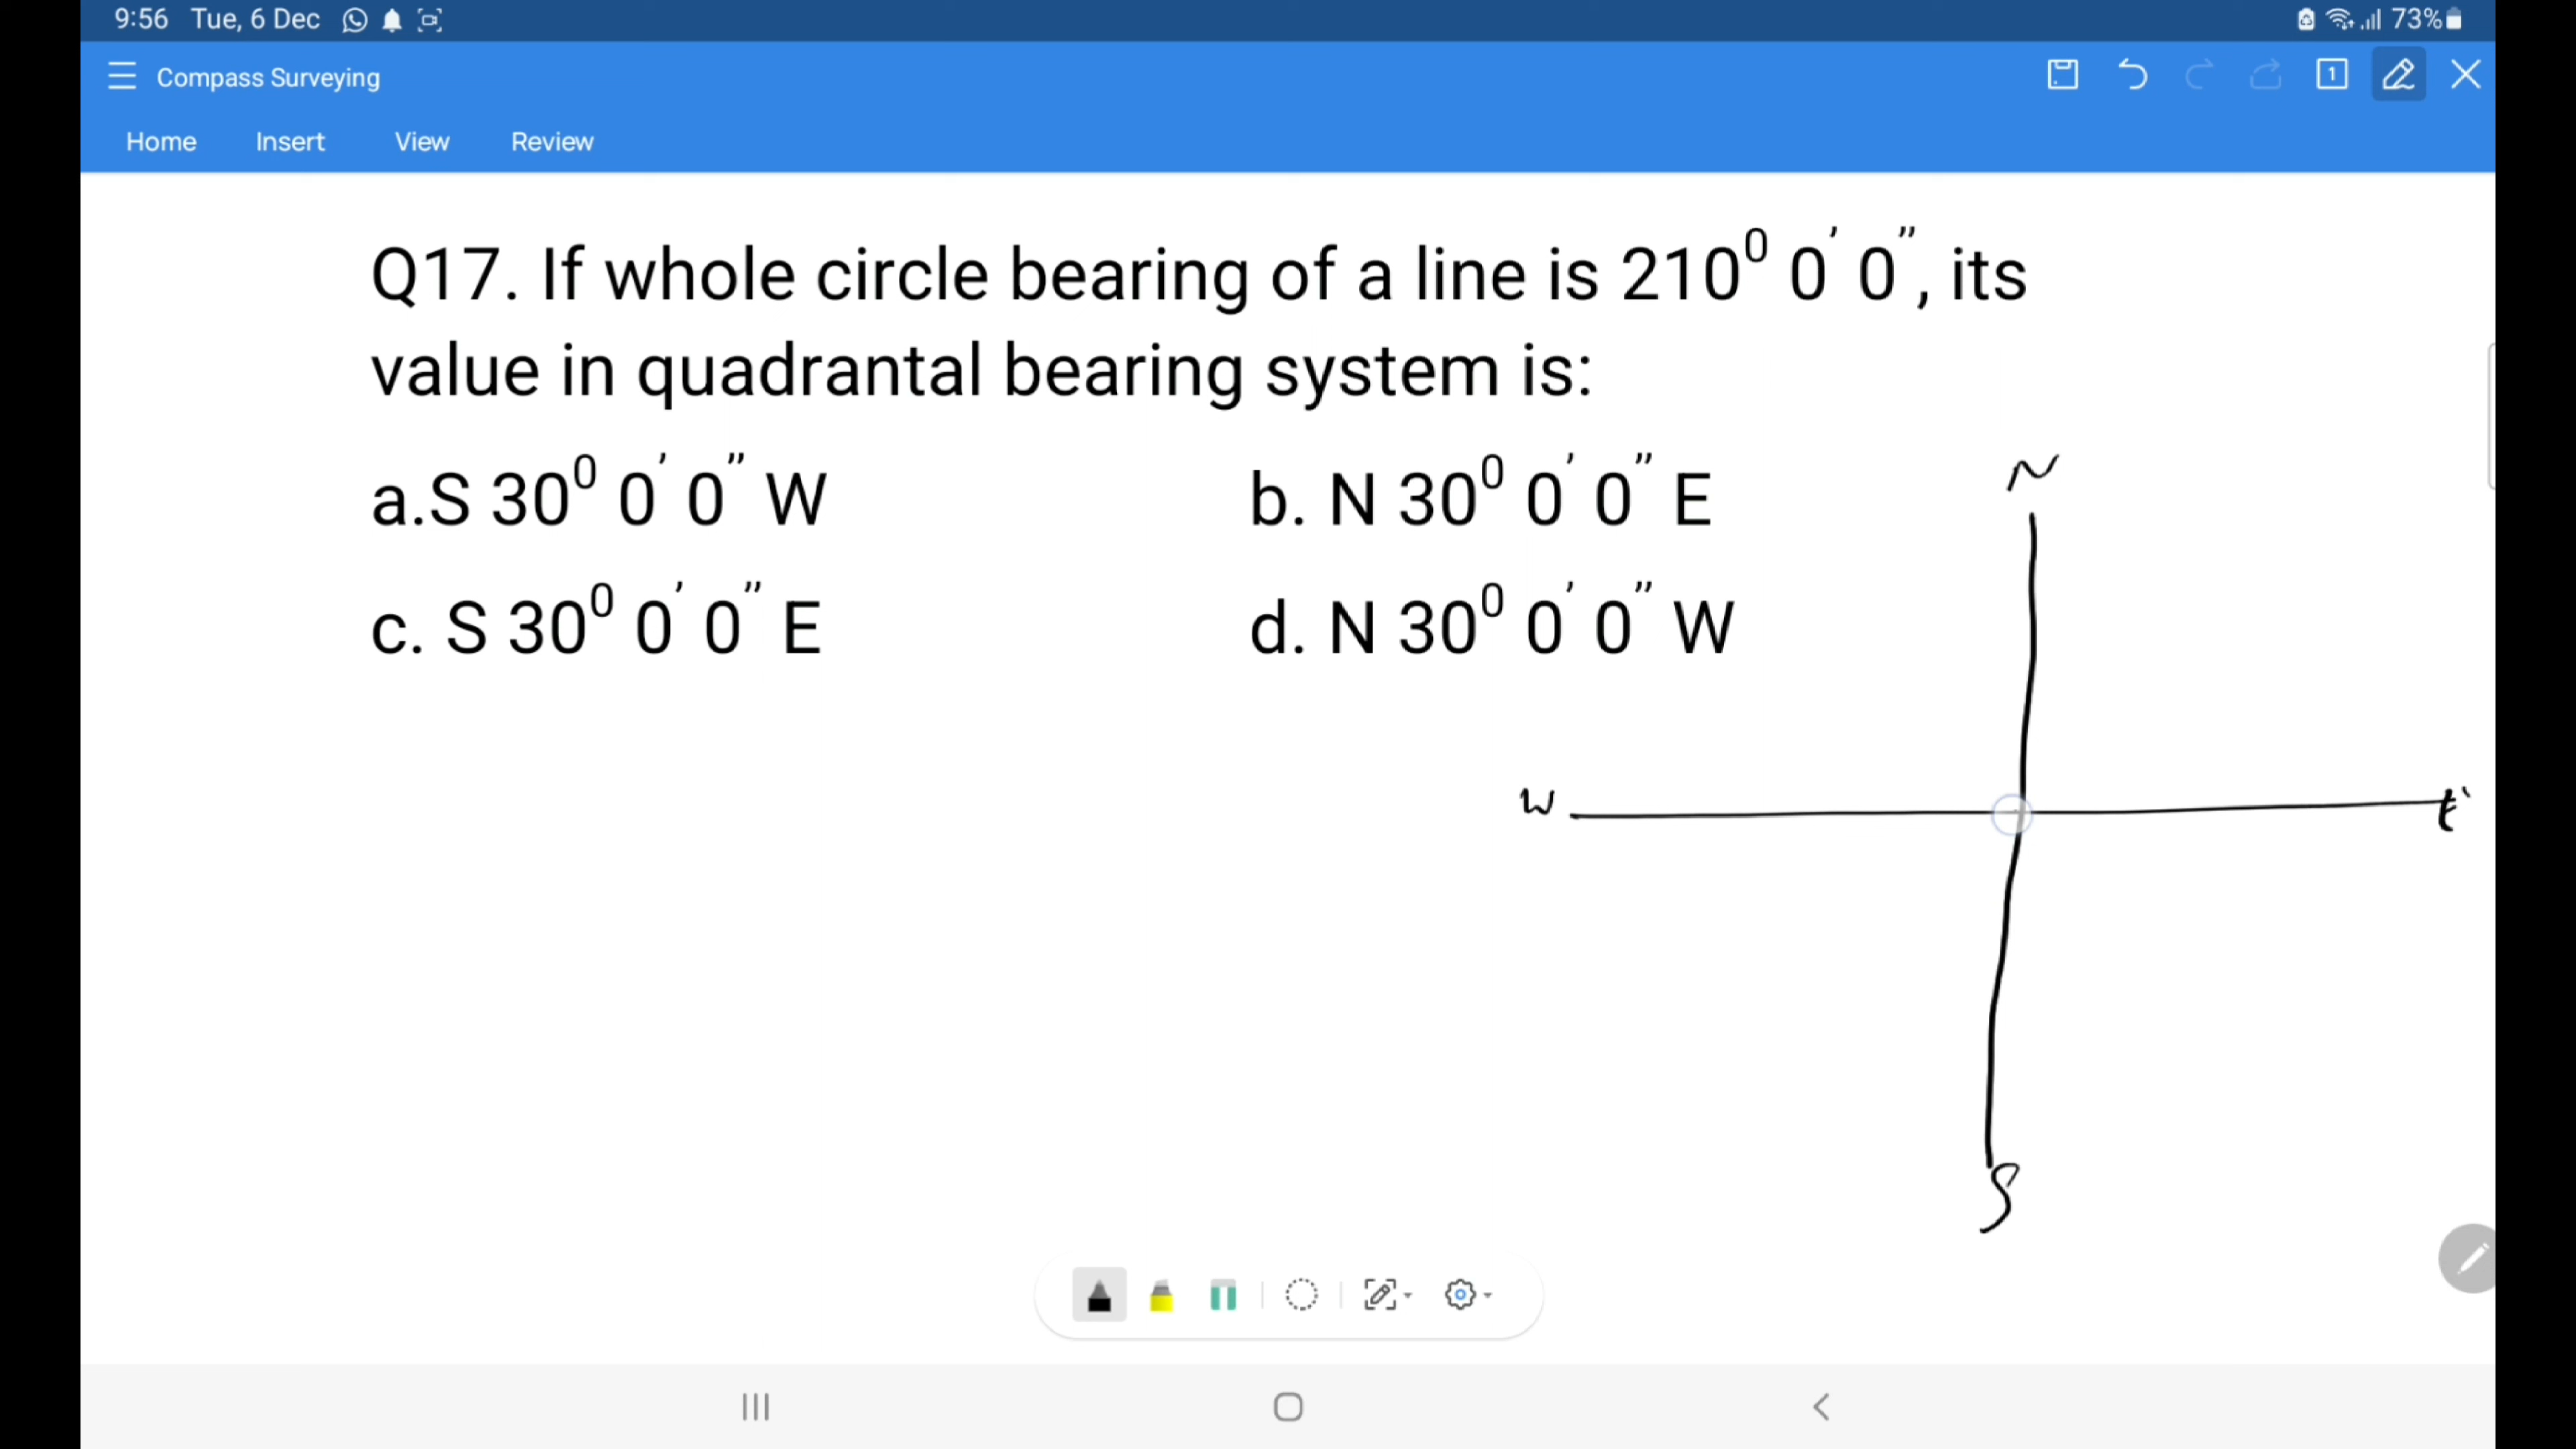 9:56 Tue, 6 Dec 73%
Compass Surveying
1
Home Insert View Review
Q17. If whole circle bearing of a line is 210⁰ 0’ 0”, its
value in quadrantal bearing system is:
a.S 30⁰ 0’ 0” W b. N 30⁰ 0’ 0” E
c. S 30⁰ 0’ 0” E d. N 30⁰ 0’ 0” W
N
W E
S